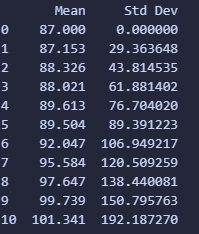 Mean Std Dev
0 87.000 0.000000
1 87.153 29.363648
2 88.326 43.814535
3 88.021 61.881402
4 89.613 76.704020
5 89.504 89.391223
6 92.047 106.949217
7 95.584 120.509259
8 97.647 138.440081
9 99.739 150.795763
10 101.341 192.187270